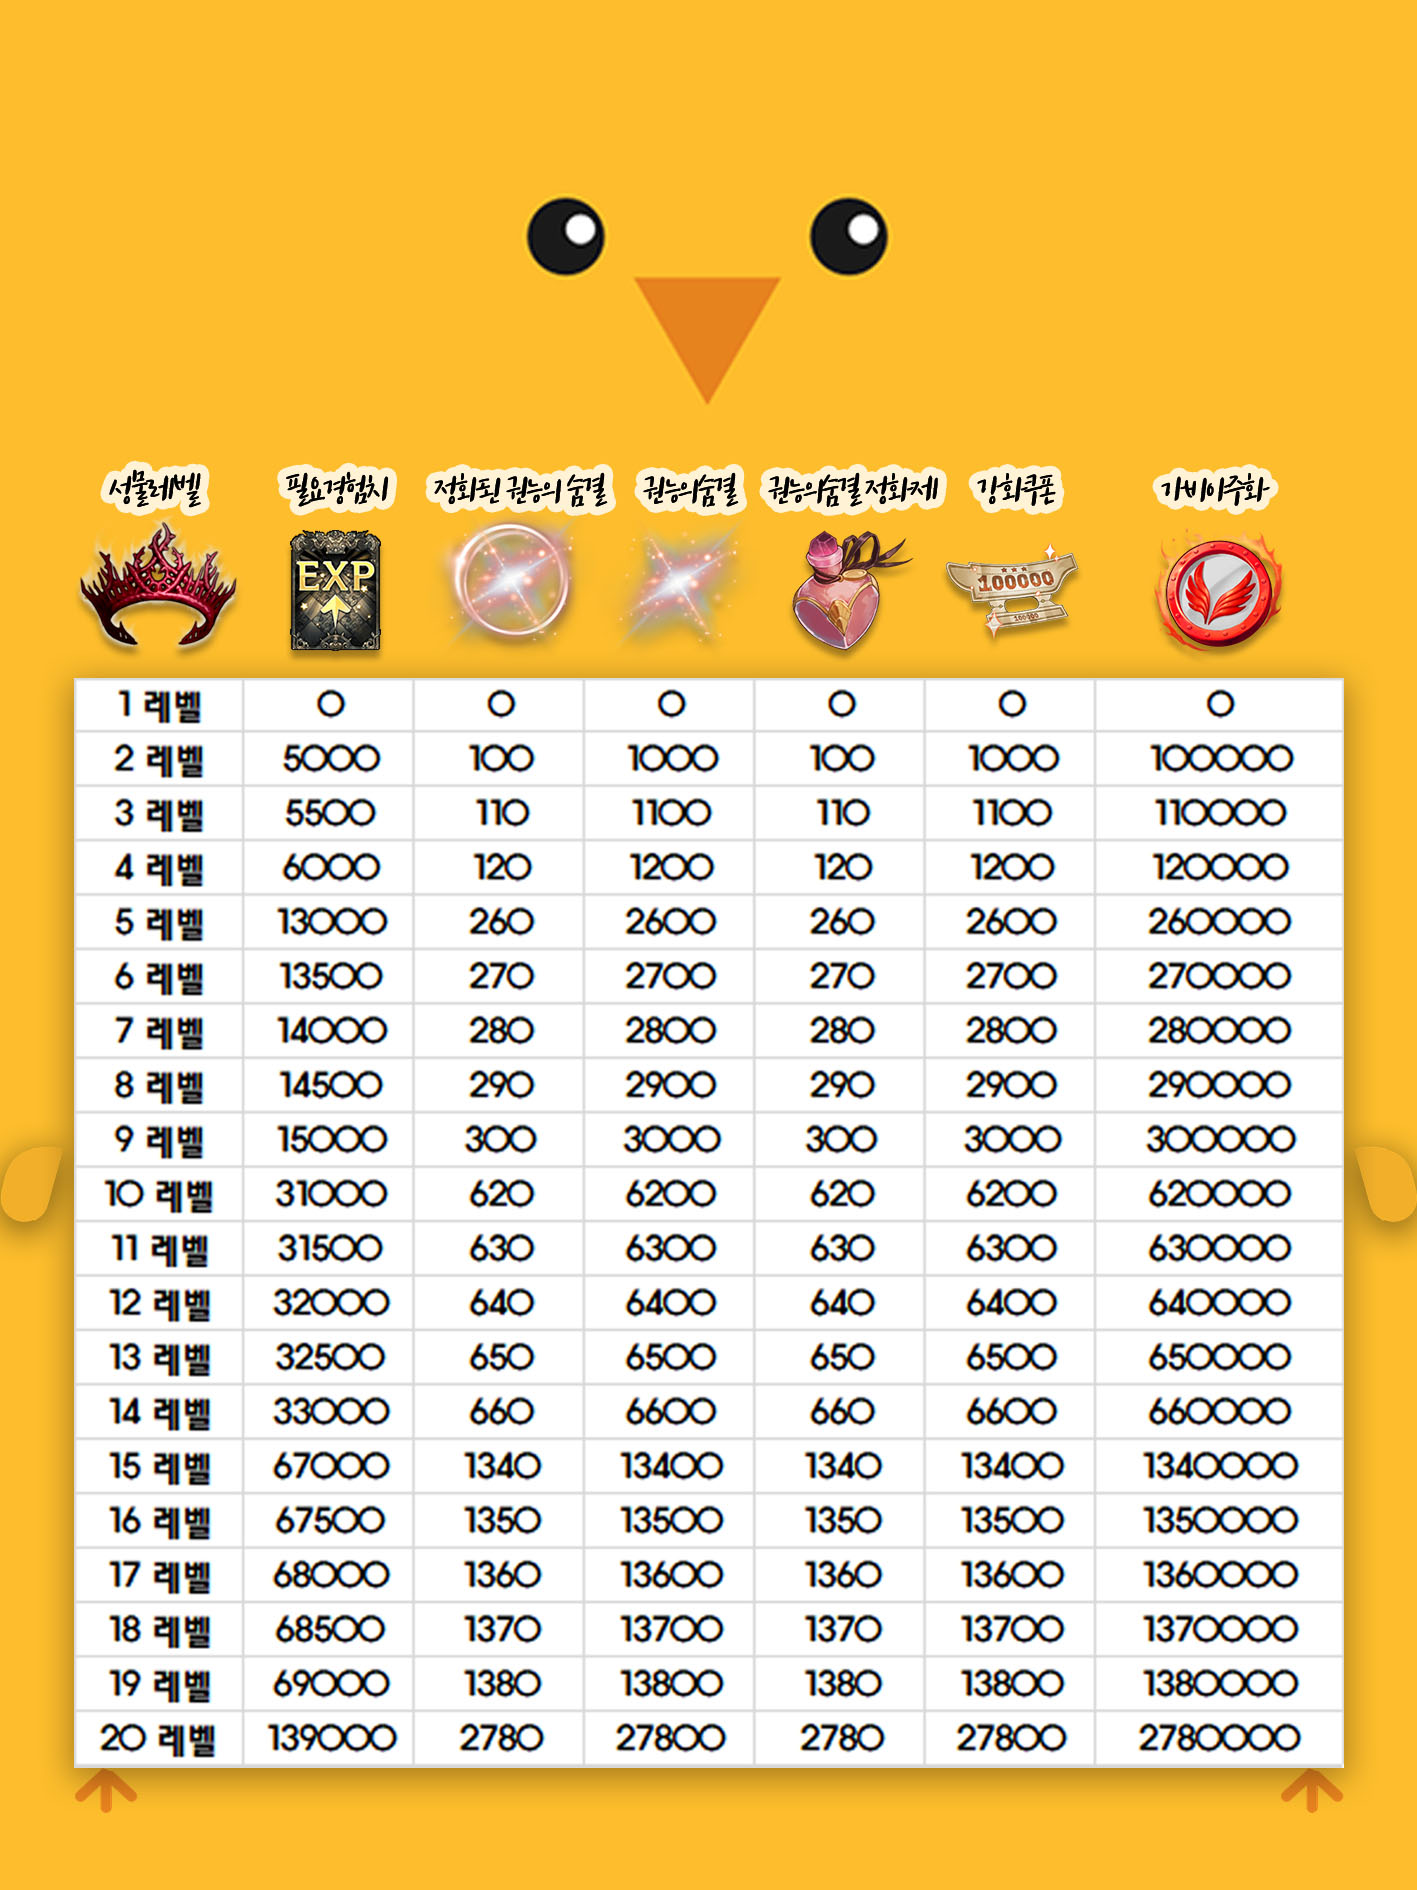 성물레벨 필요경험치 정화된 권능의 숨결 권능의숨결 권능의숨결 정화제 강화쿠폰 가비아주화
EXP
100000
100000
1 레벨 0 0 0 0 0 0
2 레벨 5000 100 1000 100 1000 100000
3 레벨 5500 110 1100 110 1100 110000
4 레벨 6000 120 1200 120 1200 120000
5 레벨 13000 260 2600 260 2600 260000
6 레벨 13500 270 2700 270 2700 270000
7 레벨 14000 280 2800 280 2800 280000
8 레벨 14500 290 2900 290 2900 290000
9 레벨 15000 300 3000 300 3000 300000
10 레벨 31000 620 6200 620 6200 620000
11 레벨 31500 630 6300 630 6300 630000
12 레벨 32000 640 6400 640 6400 640000
13 레벨 32500 650 6500 650 6500 650000
14 레벨 33000 660 6600 660 6600 660000
15 레벨 67000 1340 13400 1340 13400 1340000
16 레벨 67500 1350 13500 1350 13500 1350000
17 레벨 68000 1360 13600 1360 13600 1360000
18 레벨 68500 1370 13700 1370 13700 1370000
19 레벨 69000 1380 13800 1380 13800 1380000
20 레벨 139000 2780 27800 2780 27800 2780000